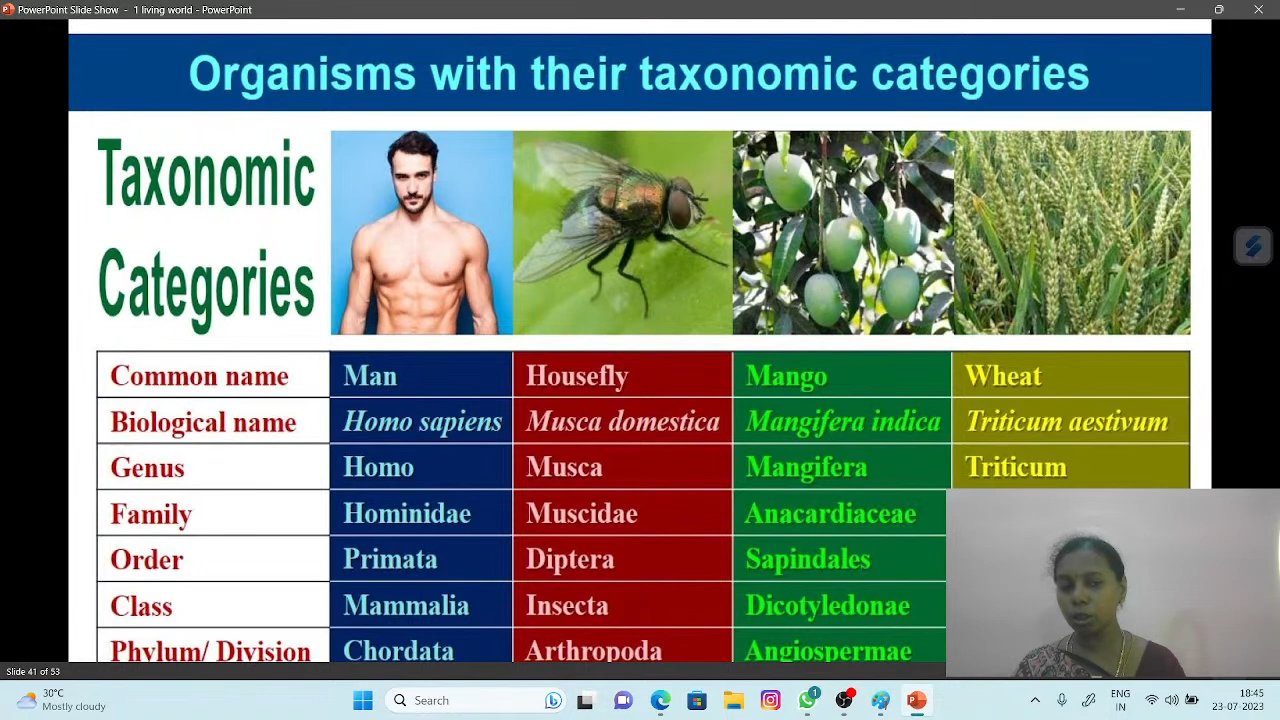 PowerPoint Slide Show - 1 living world - PowerPoint
Organisms with their taxonomic categories
Taxonomic
Categories
Common name Man Housefly Mango Wheat
Biological name Homo sapiens Musca domestica Mangifera indica Triticum aestivum
Genus Homo Musca Mangifera Triticum
Family Hominidae Muscidae Anacardiaceae
Order Primata Diptera Sapindales
Class Mammalia Insecta Dicotyledonae
Phylum/ Division Chordata Arthropoda Angiospermae
Slide 41 of 53
30°C
Mostly cloudy
Search
1
ENG
IN
18:45
23-07-2023